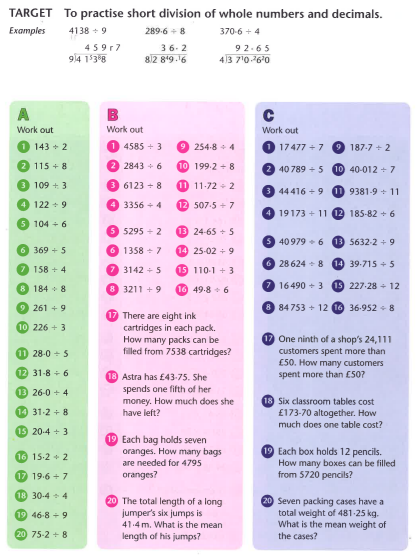 TARGET To practise short division of whole numbers and decimals.
Examples 4138 ÷ 9 289·6 ÷ 8 370·6 ÷ 4
4 5 9 r 7 3 6· 2 9 2· 6 5
9 4 1 ⁵3 ³8 8 2 8 ⁴9 ·¹6 4 3 7 ¹0 ·²6 ²0
A
Work out
1 143 ÷ 2
2 115 ÷ 8
3 109 ÷ 3
4 122 ÷ 9
5 104 ÷ 6
6 369 ÷ 5
7 158 ÷ 4
8 184 ÷ 8
9 261 ÷ 9
10 226 ÷ 3
11 28·0 ÷ 5
12 31·8 ÷ 6
13 26·0 ÷ 4
14 31·2 ÷ 8
15 20·4 ÷ 3
16 15·2 ÷ 2
17 19·6 ÷ 7
18 30·4 ÷ 4
19 46·8 ÷ 9
20 75·2 ÷ 8
B
Work out
1 4585 ÷ 3 9 254·8 ÷ 4
2 2843 ÷ 6 10 199·2 ÷ 8
3 6123 ÷ 8 11 11·72 ÷ 2
4 3356 ÷ 4 12 507·5 ÷ 7
5 5295 ÷ 2 13 24·65 ÷ 5
6 1358 ÷ 7 14 25·02 ÷ 9
7 3142 ÷ 5 15 110·1 ÷ 3
8 3211 ÷ 9 16 49·8 ÷ 6
17 There are eight ink
cartridges in each pack.
How many packs can be
filled from 7538 cartridges?
18 Astra has £43·75. She
spends one fifth of her
money. How much does she
have left?
19 Each bag holds seven
oranges. How many bags
are needed for 4795
oranges?
20 The total length of a long
jumper's six jumps is
41·4 m. What is the mean
length of his jumps?
C
Work out
1 17 477 ÷ 7 9 187·7 ÷ 2
2 40 789 ÷ 5 10 40·012 ÷ 7
3 44 416 ÷ 9 11 9381·9 ÷ 11
4 19 173 ÷ 11 12 185·82 ÷ 6
5 40 979 ÷ 6 13 5632·2 ÷ 9
6 28 624 ÷ 8 14 39·715 ÷ 5
7 16 490 ÷ 3 15 227·28 ÷ 12
8 84 753 ÷ 12 16 36·952 ÷ 8
17 One ninth of a shop's 24,111
customers spent more than
£50. How many customers
spent more than £50?
18 Six classroom tables cost
£173·70 altogether. How
much does one table cost?
19 Each box holds 12 pencils.
How many boxes can be filled
from 5720 pencils?
20 Seven packing cases have a
total weight of 481·25 kg.
What is the mean weight of
the cases?